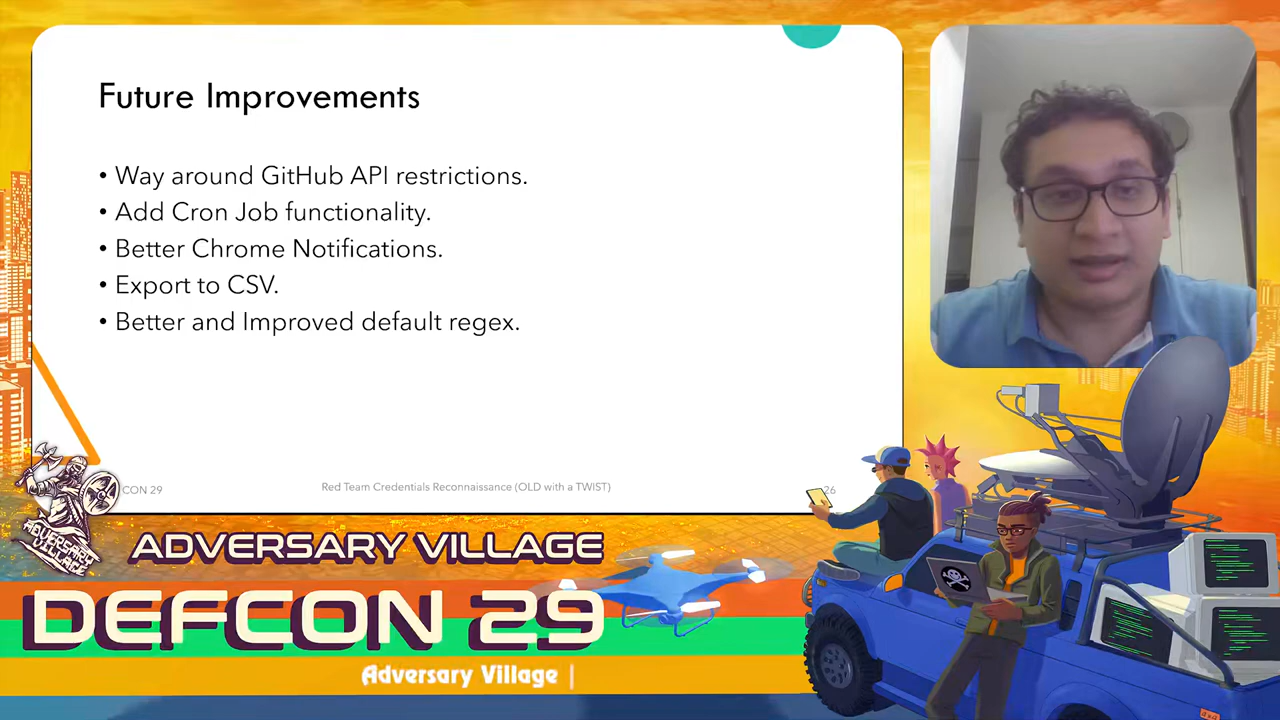 Future Improvements
• Way around GitHub API restrictions.
• Add Cron Job functionality.
• Better Chrome Notifications.
• Export to CSV.
• Better and Improved default regex.
CON 29
Red Team Credentials Reconnaissance (OLD with a TWIST)
26
ADVERSARY
VILLAGE
ADVERSARY VILLAGE
DEFCON 29
Adversary Village |